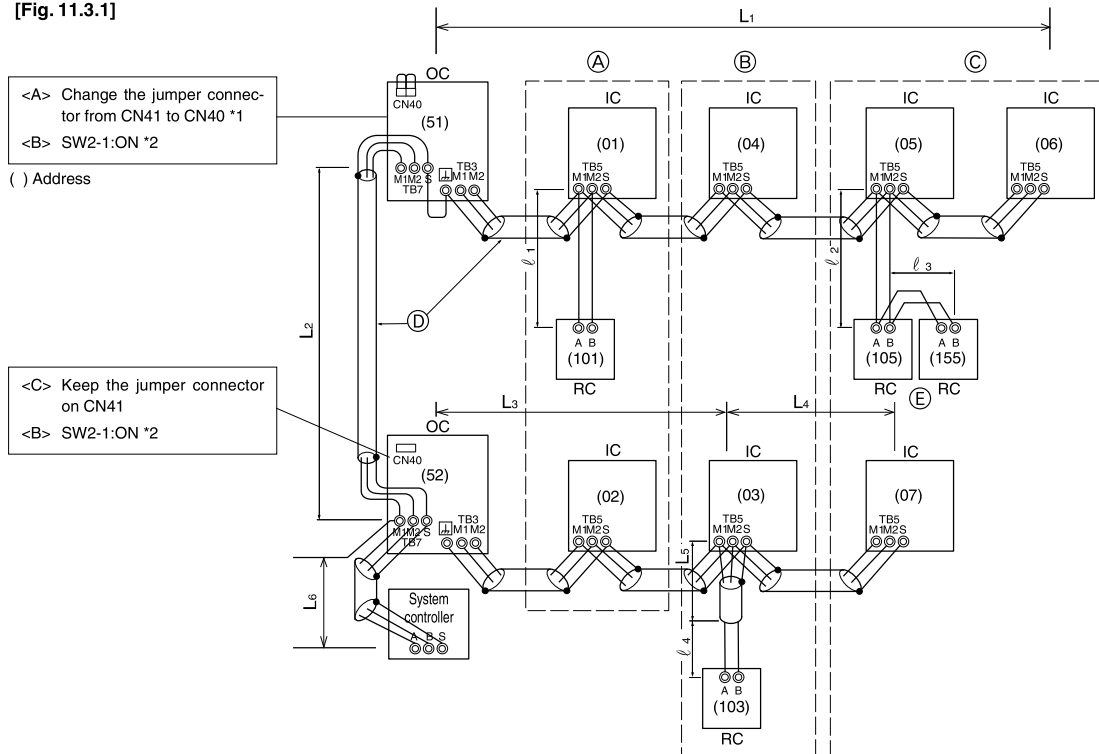 [Fig. 11.3.1]
L1
<A> Change the jumper connec-
tor from CN41 to CN40 *1
<B> SW2-1:ON *2
( ) Address
A
B
C
OC
CN40
(51)
M1M2 S
TB7
TB3
M1M2
IC
(01)
TB5
M1M2S
IC
(04)
TB5
M1M2S
IC
(05)
TB5
M1M2S
IC
(06)
TB5
M1M2S
ℓ1
ℓ2
ℓ3
L2
D
A B
(101)
RC
A B
(105)
RC
A B
(155)
RC
E
<C> Keep the jumper connector
on CN41
<B> SW2-1:ON *2
L3
L4
OC
CN40
(52)
M1M2 S
TB7
TB3
M1M2
IC
(02)
TB5
M1M2S
IC
(03)
TB5
M1M2S
IC
(07)
TB5
M1M2S
L5
L6
System
controller
A B S
ℓ4
A B
(103)
RC